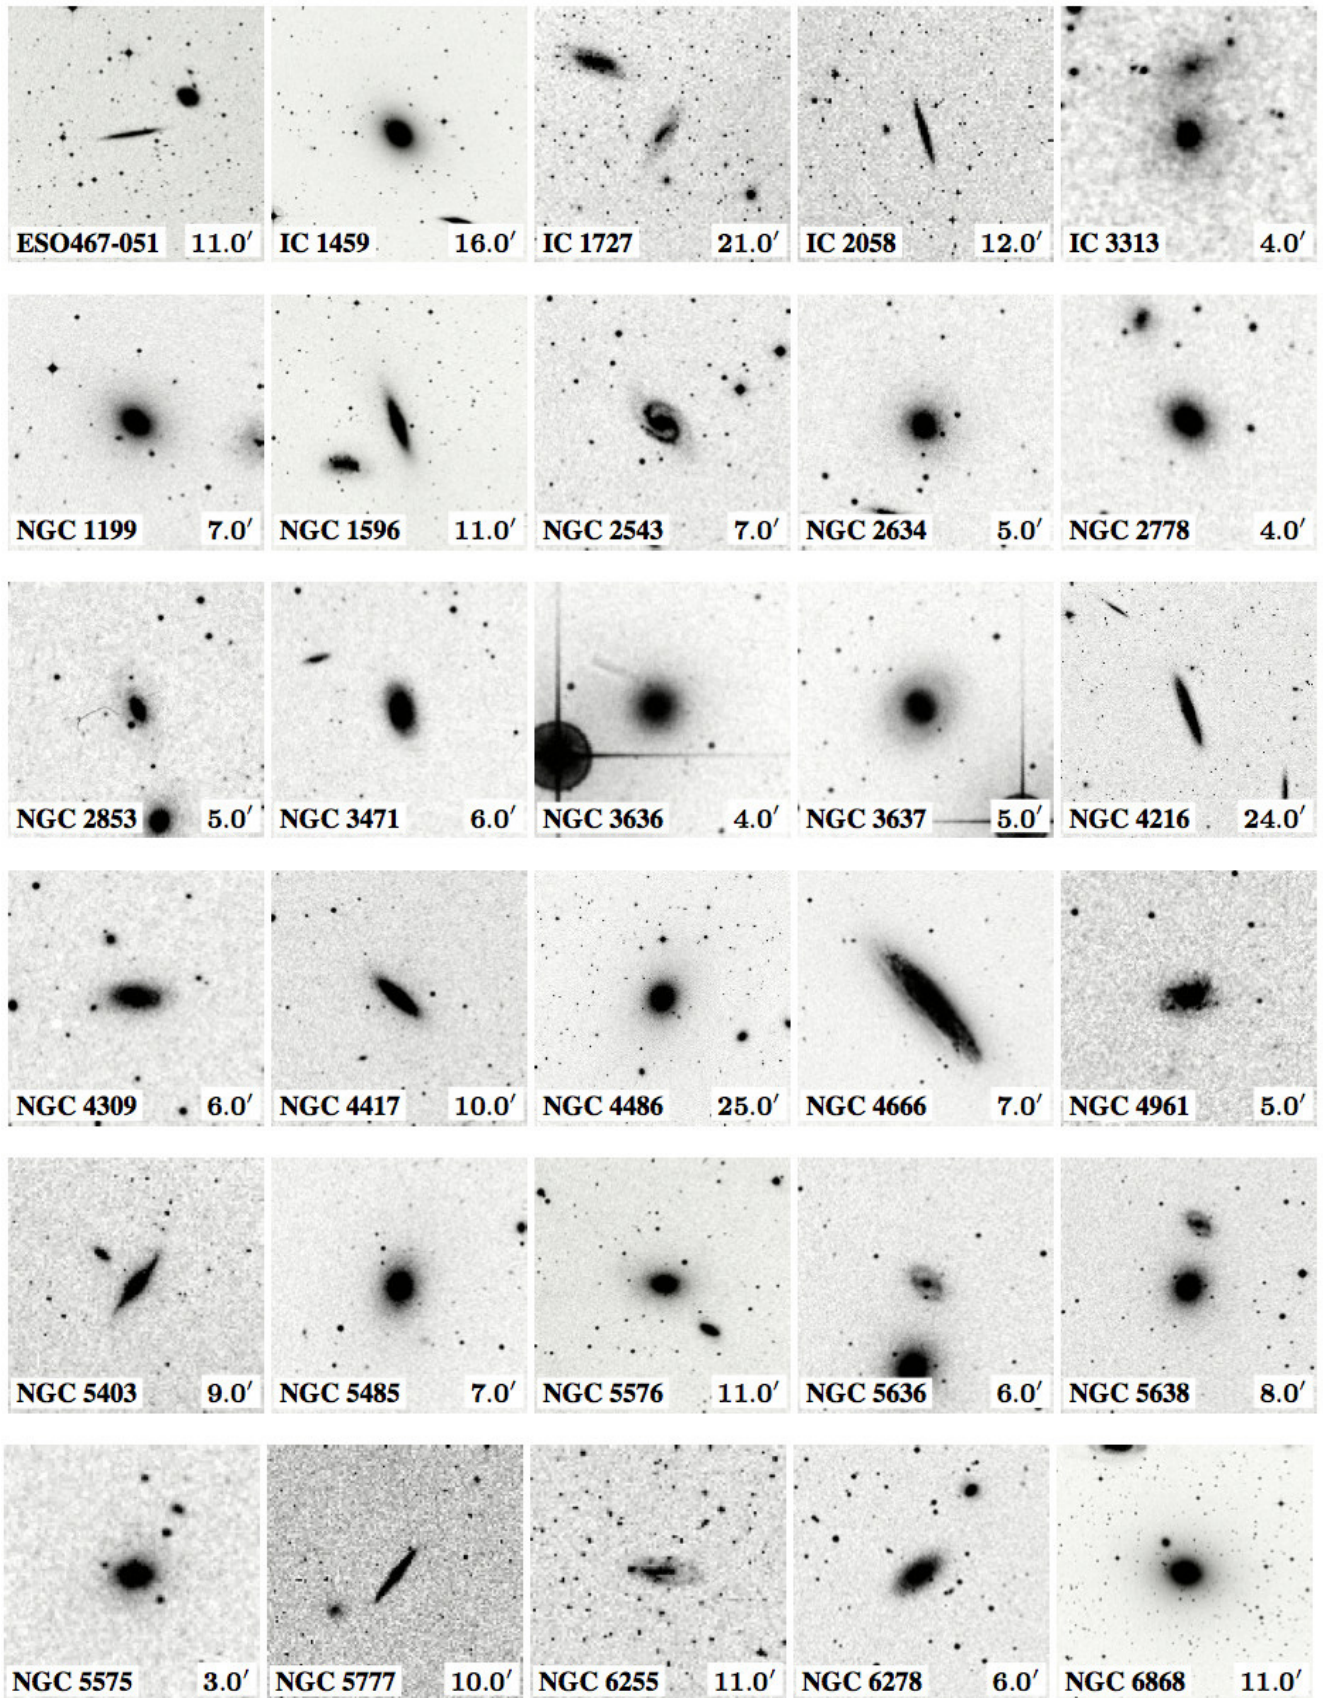 ESO467-051 11.0′ IC 1459 16.0′ IC 1727 21.0′ IC 2058 12.0′ IC 3313 4.0′
NGC 1199 7.0′ NGC 1596 11.0′ NGC 2543 7.0′ NGC 2634 5.0′ NGC 2778 4.0′
NGC 2853 5.0′ NGC 3471 6.0′ NGC 3636 4.0′ NGC 3637 5.0′ NGC 4216 24.0′
NGC 4309 6.0′ NGC 4417 10.0′ NGC 4486 25.0′ NGC 4666 7.0′ NGC 4961 5.0′
NGC 5403 9.0′ NGC 5485 7.0′ NGC 5576 11.0′ NGC 5636 6.0′ NGC 5638 8.0′
NGC 5575 3.0′ NGC 5777 10.0′ NGC 6255 11.0′ NGC 6278 6.0′ NGC 6868 11.0′